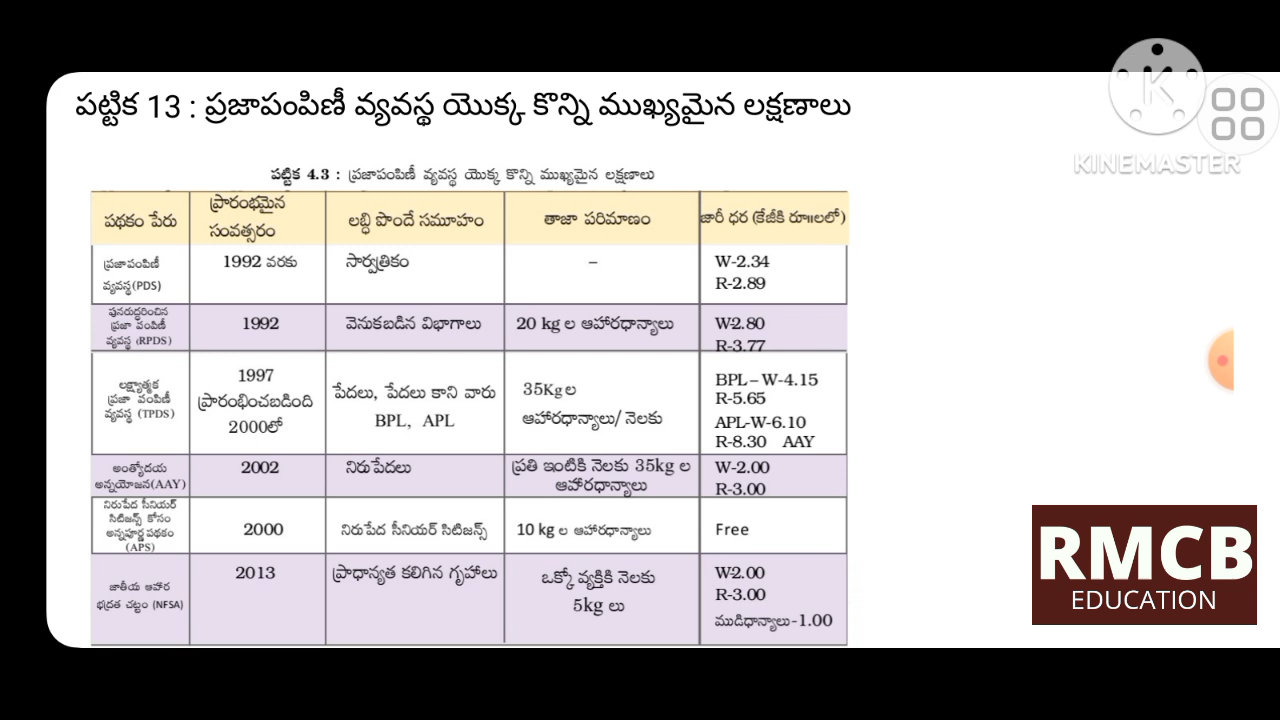 పట్టిక 13 : ప్రజాపంపిణీ వ్యవస్థ యొక్క కొన్ని ముఖ్యమైన లక్షణాలు
KINEMASTER
పట్టిక 4.3 : ప్రజాపంపిణీ వ్యవస్థ యొక్క కొన్ని ముఖ్యమైన లక్షణాలు
పథకం పేరు
ప్రారంభమైన
సంవత్సరం
లబ్ధి పొందే సమూహం
తాజా పరిమాణం
జారీ ధర (కేజీకి రూ॥లలో)
ప్రజాపంపిణీ
వ్యవస్థ(PDS)
1992 వరకు
సార్వత్రికం
–
W-2.34
R-2.89
పునరుద్ధరించిన
ప్రజా పంపిణీ
వ్యవస్థ (RPDS)
1992
వెనుకబడిన విభాగాలు
20 kg ల ఆహారధాన్యాలు
W2.80
R-3.77
లక్ష్యాత్మక
ప్రజా పంపిణీ
వ్యవస్థ (TPDS)
1997
ప్రారంభించబడింది
2000లో
పేదలు, పేదలు కాని వారు
BPL, APL
35Kg ల
ఆహారధాన్యాలు/ నెలకు
BPL – W-4.15
R-5.65
APL-W-6.10
R-8.30 AAY
అంత్యోదయ
అన్నయోజన(AAY)
2002
నిరుపేదలు
ప్రతి ఇంటికి నెలకు 35kg ల
ఆహారధాన్యాలు
W-2.00
R-3.00
నిరుపేద సీనియర్
సిటిజన్స్ కోసం
అన్నపూర్ణ పథకం
(APS)
2000
నిరుపేద సీనియర్ సిటిజన్స్
10 kg ల ఆహారధాన్యాలు
Free
జాతీయ ఆహార
భద్రత చట్టం (NFSA)
2013
ప్రాధాన్యత కలిగిన గృహాలు
ఒక్కో వ్యక్తికి నెలకు
5kg లు
W2.00
R-3.00
ముడిధాన్యాలు-1.00
RMCB
EDUCATION